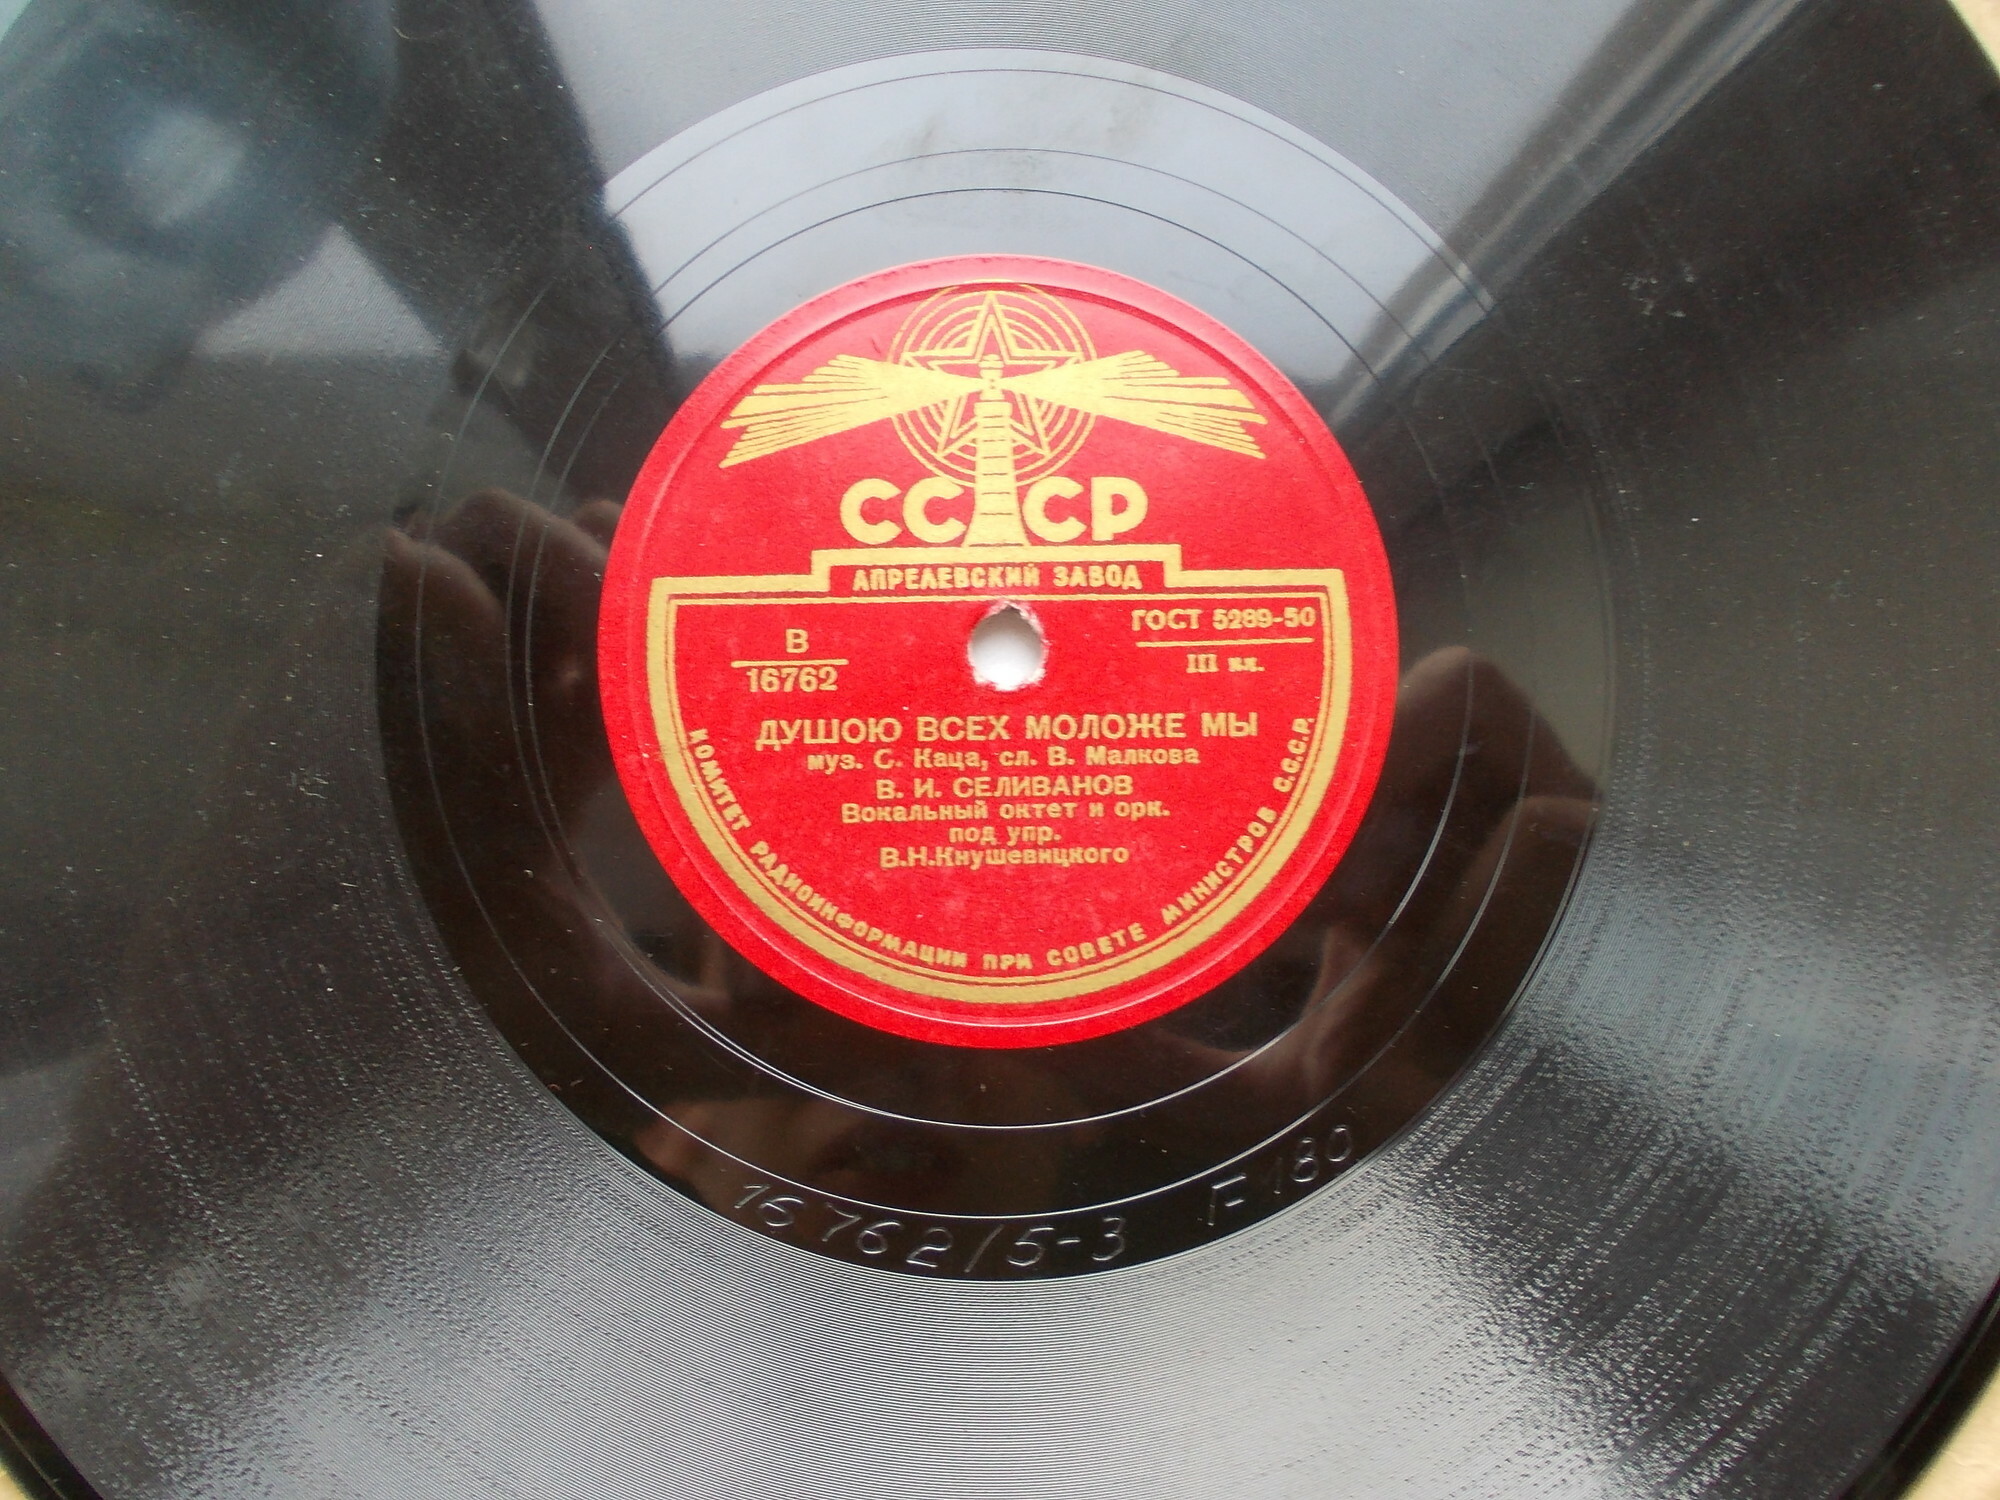 СССР
АПРЕЛЕВСКИЙ ЗАВОД
В
16762
ГОСТ 5289-50
III кл.
ДУШОЮ ВСЕХ МОЛОЖЕ МЫ
муз. С. Каца, сл. В. Малкова
В. И. СЕЛИВАНОВ
Вокальный октет и орк.
под упр.
В.Н.Кнушевицкого
КОМИТЕТ РАДИОИНФОРМАЦИИ ПРИ СОВЕТЕ МИНИСТРОВ С.С.С.Р.
16762/5-3 F 180